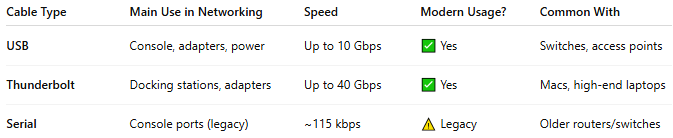 Cable Type Main Use in Networking Speed Modern Usage? Common With
USB Console, adapters, power Up to 10 Gbps ✅ Yes Switches, access points
Thunderbolt Docking stations, adapters Up to 40 Gbps ✅ Yes Macs, high-end laptops
Serial Console ports (legacy) ~115 kbps ⚠️ Legacy Older routers/switches